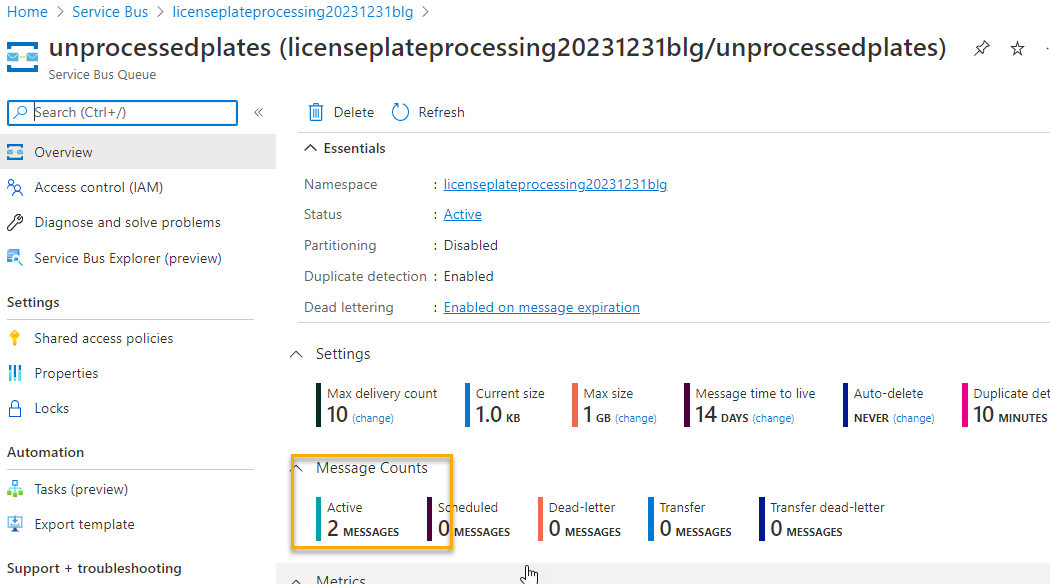 Home > Service Bus > licenseplateprocessing20231231blg >
unprocessedplates (licenseplateprocessing20231231blg/unprocessedplates)
Service Bus Queue
Search (Ctrl+/)
«
Delete
Refresh
Overview
Access control (IAM)
Diagnose and solve problems
Service Bus Explorer (preview)
Settings
Shared access policies
Properties
Locks
Automation
Tasks (preview)
Export template
Support + troubleshooting
Essentials
Namespace : licenseplateprocessing20231231blg
Status : Active
Partitioning : Disabled
Duplicate detection : Enabled
Dead lettering : Enabled on message expiration
Settings
Max delivery count
10 (change)
Current size
1.0 KB
Max size
1 GB (change)
Message time to live
14 DAYS (change)
Auto-delete
NEVER (change)
Duplicate det
10 MINUTES
Message Counts
Active
2 MESSAGES
Scheduled
0 MESSAGES
Dead-letter
0 MESSAGES
Transfer
0 MESSAGES
Transfer dead-letter
0 MESSAGES
Metrics